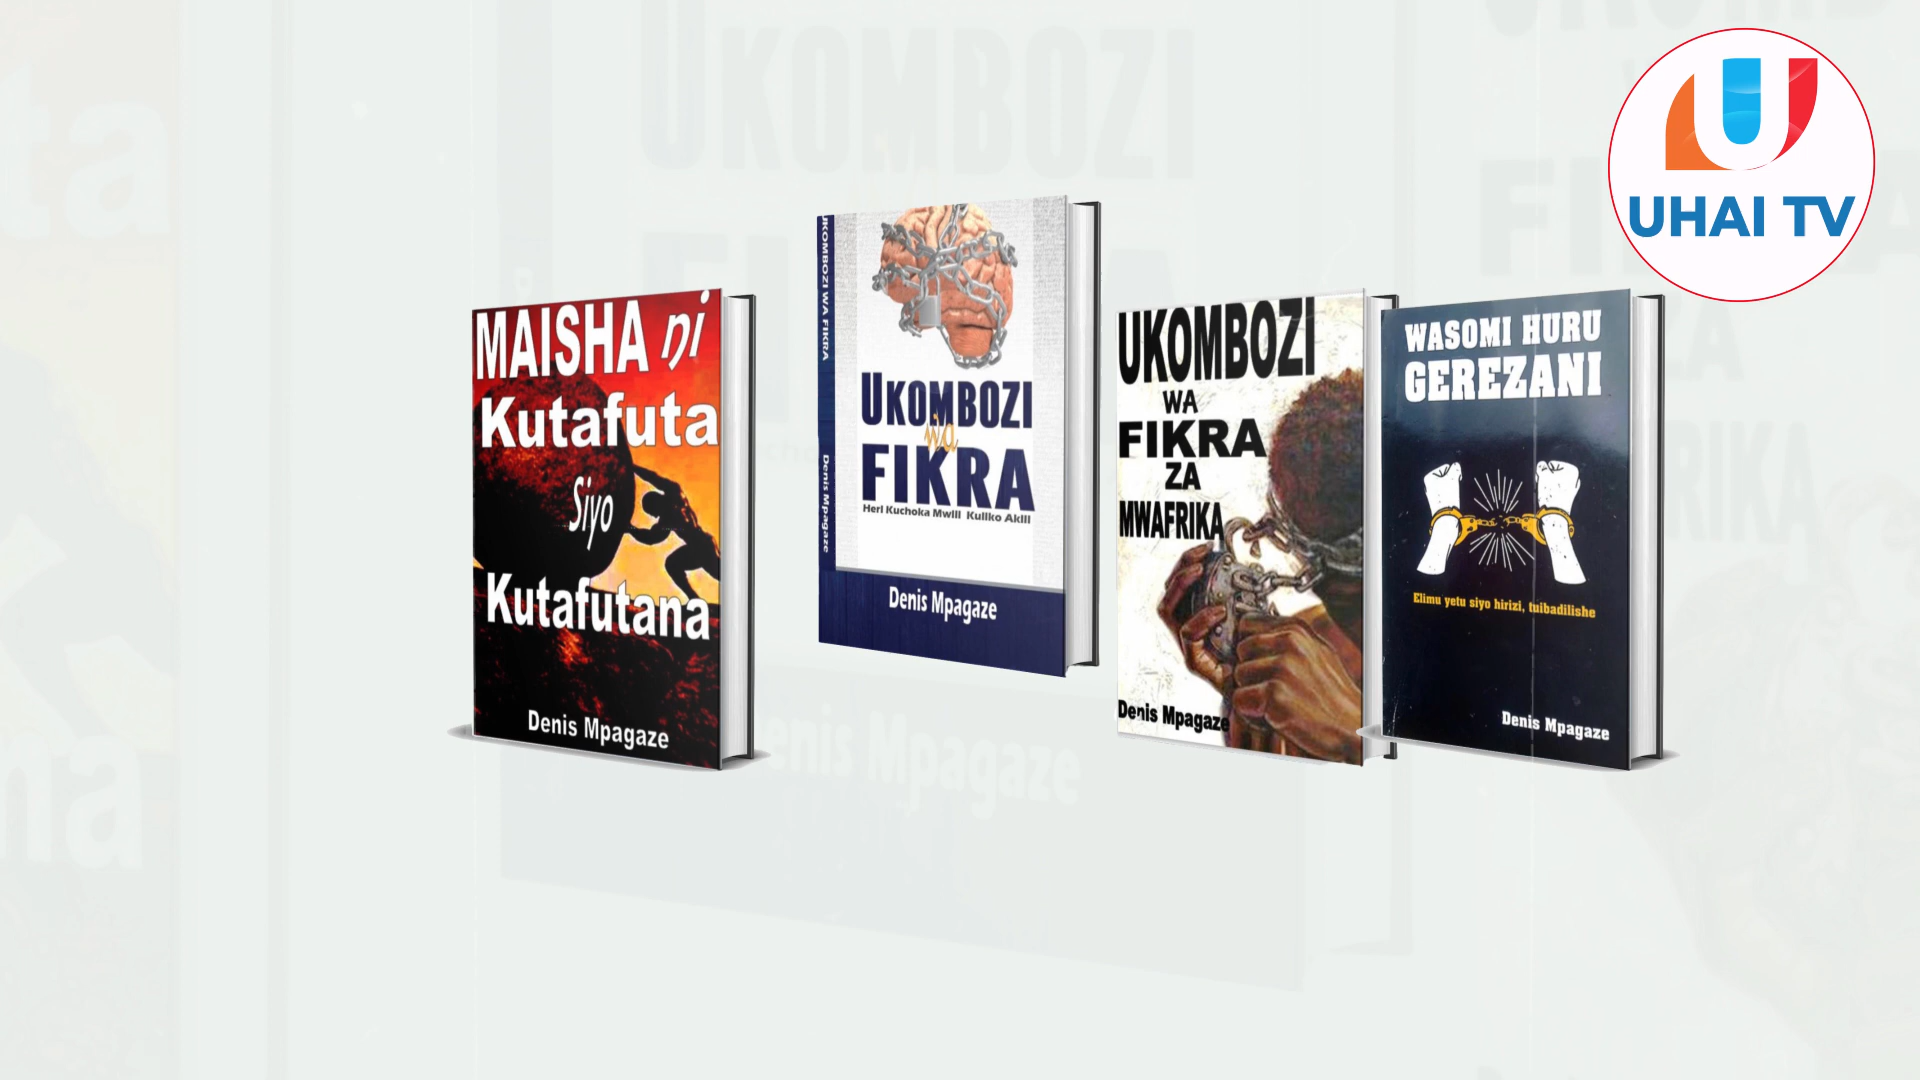 MAISHA ni
Kutafuta
Siyo
Kutafutana
Denis Mpagaze
UKOMBOZI WA FIKRA
Denis Mpagaze
UKOMBOZI
wa
FIKRA
Heri Kuchoka Mwili Kuliko Akili
Denis Mpagaze
UKOMBOZI
WA
FIKRA
ZA
MWAFRIKA
Denis Mpagaze
WASOMI HURU
GEREZANI
Elimu yetu siyo hirizi, tuibadilishe
Denis Mpagaze
U
UHAI TV